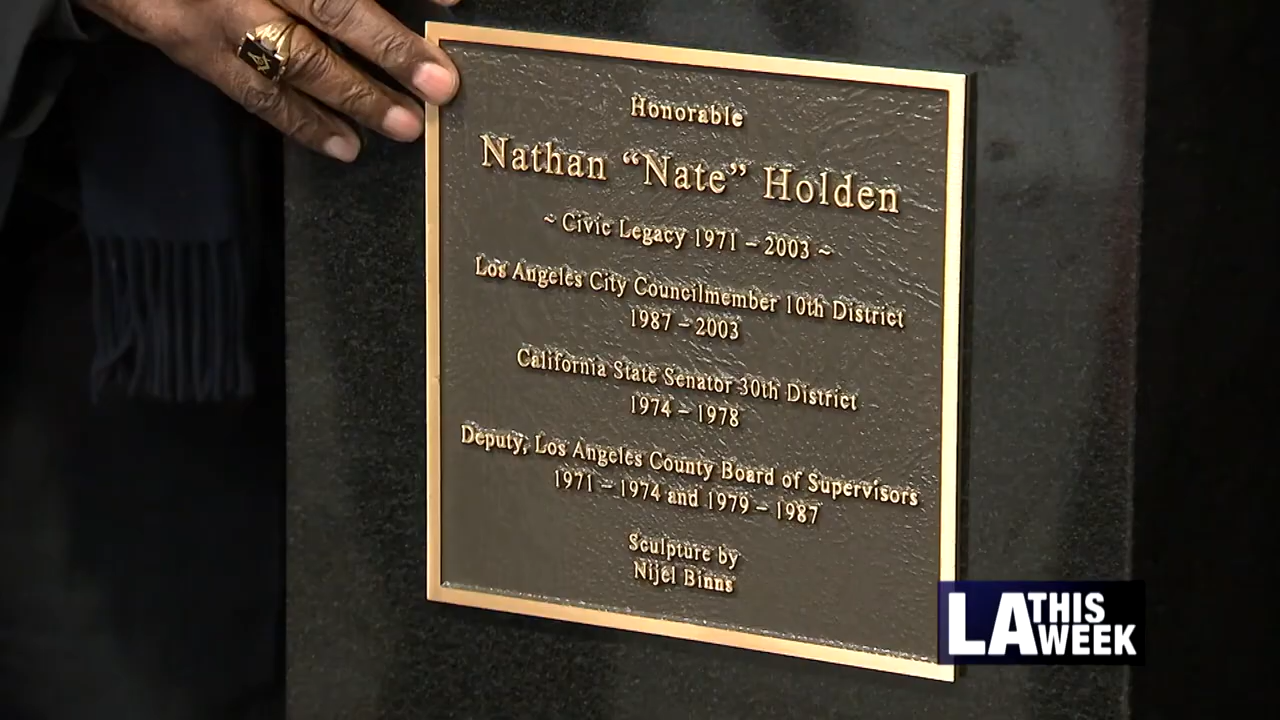 Honorable
Nathan “Nate” Holden
~ Civic Legacy 1971 – 2003 ~
Los Angeles City Councilmember 10th District
1987 – 2003
California State Senator 30th District
1974 – 1978
Deputy, Los Angeles County Board of Supervisors
1971 – 1974 and 1979 – 1987
Sculpture by
Nijel Binns
LA THIS WEEK